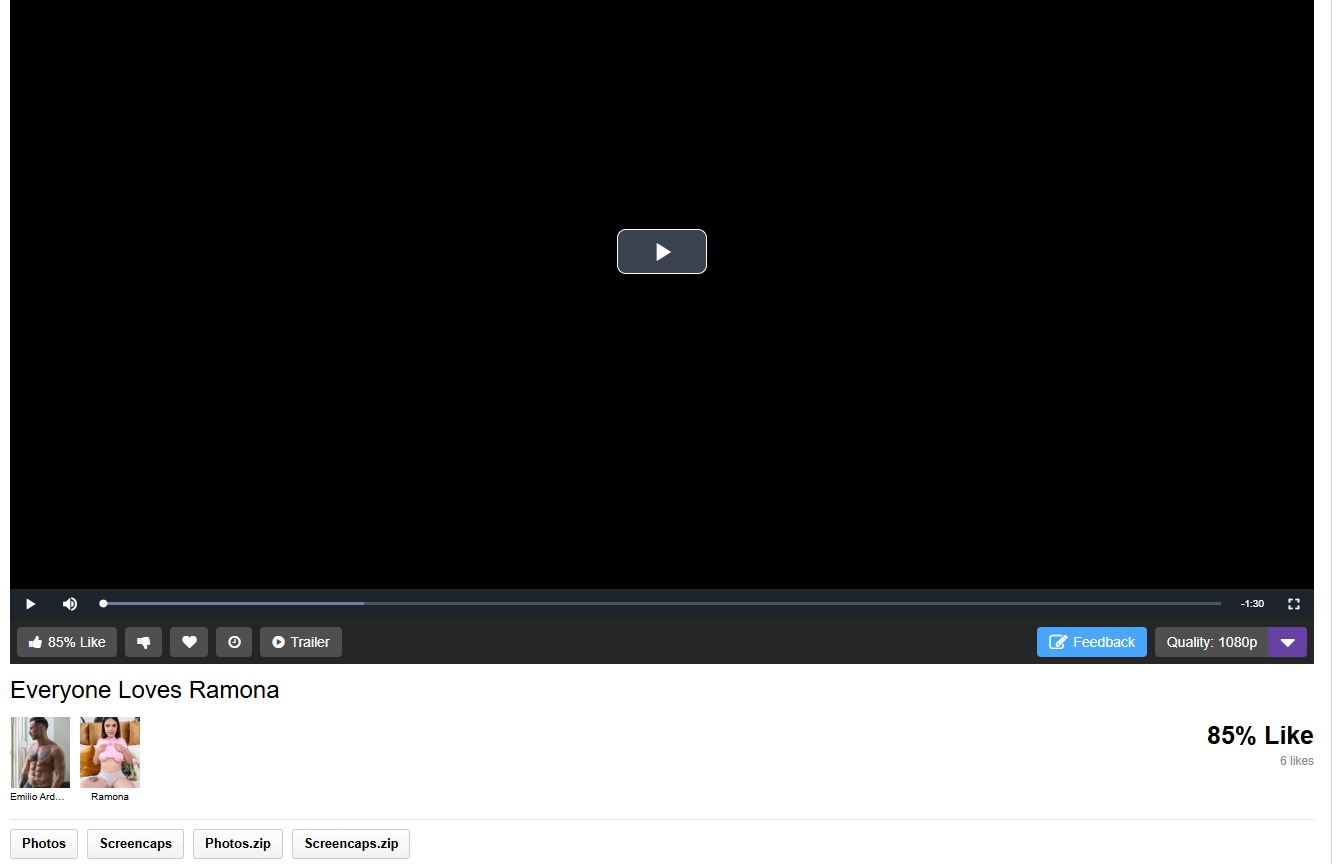 -1:30
85% Like
Trailer
Feedback
Quality: 1080p
Everyone Loves Ramona
Emilio Ard...
Ramona
85% Like
6 likes
Photos
Screencaps
Photos.zip
Screencaps.zip